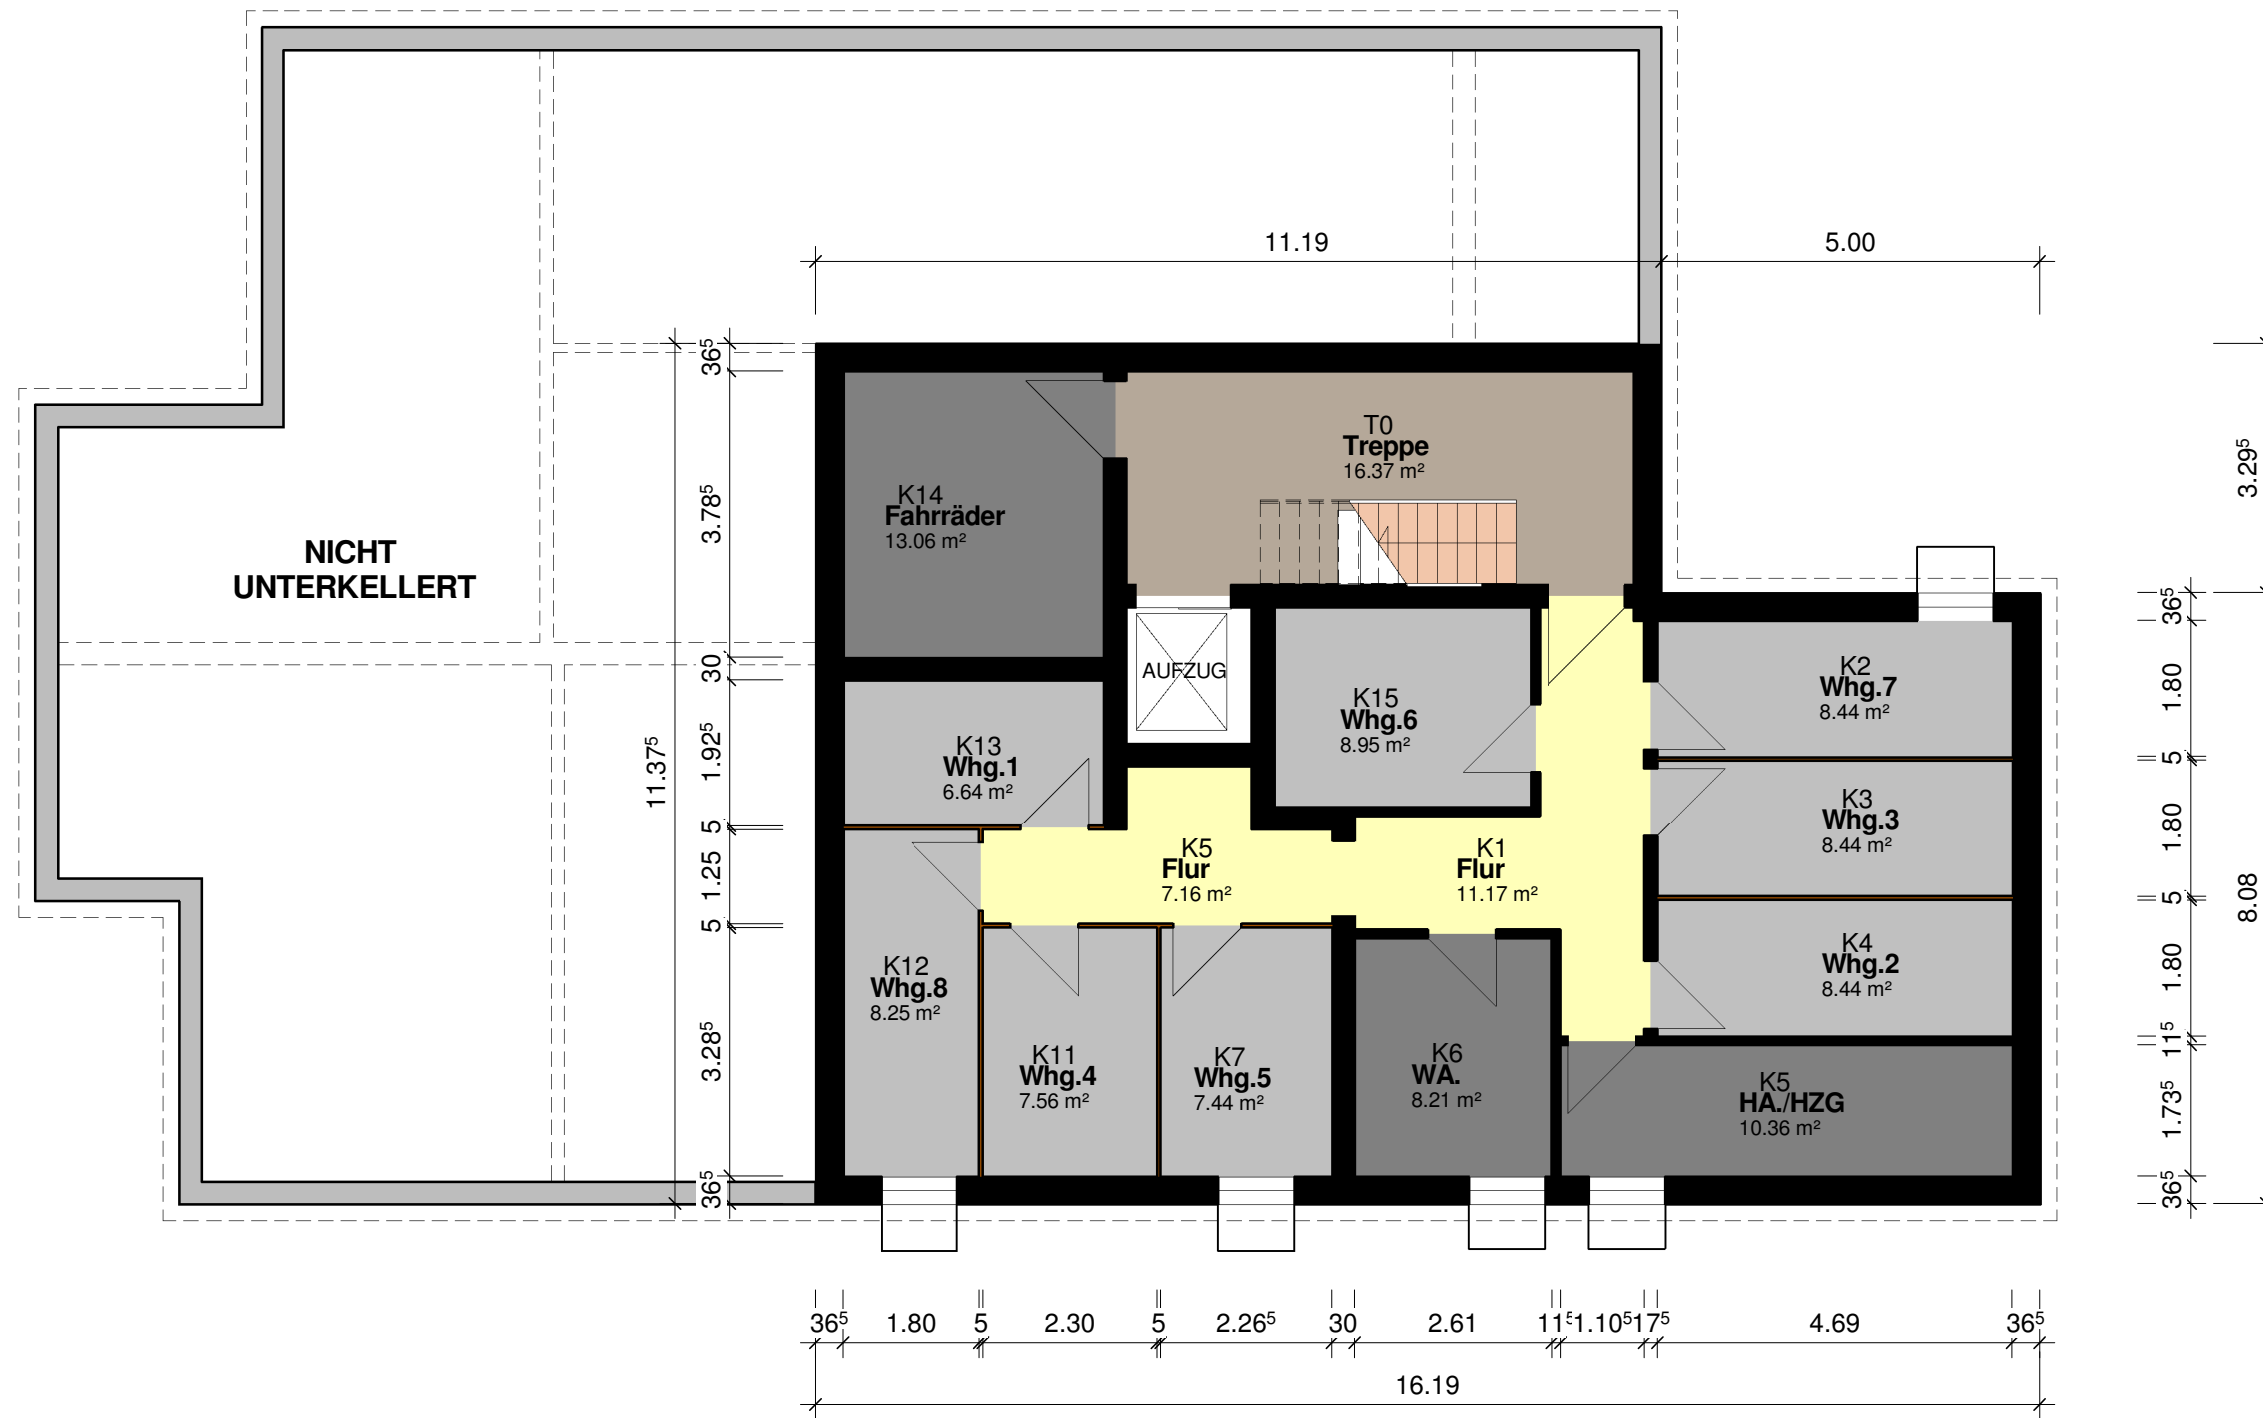 11.19
5.00
36⁵
3.78⁵
30
1.92⁵
5
1.25
5
3.28⁵
36⁵
11.37⁵
3.29⁵
8.08
36⁵
1.80
5
1.80
5
1.80
11⁵
1.73⁵
36⁵
NICHT
UNTERKELLERT
T0
Treppe
16.37 m²
K14
Fahrräder
13.06 m²
AUFZUG
K15
Whg.6
8.95 m²
K2
Whg.7
8.44 m²
K13
Whg.1
6.64 m²
K3
Whg.3
8.44 m²
K5
Flur
7.16 m²
K1
Flur
11.17 m²
K4
Whg.2
8.44 m²
K12
Whg.8
8.25 m²
K11
Whg.4
7.56 m²
K7
Whg.5
7.44 m²
K6
WA.
8.21 m²
K5
HA./HZG
10.36 m²
36⁵ 1.80 5 2.30 5 2.26⁵ 30 2.61 11⁵ 1.10⁵ 17⁵ 4.69 36⁵
16.19